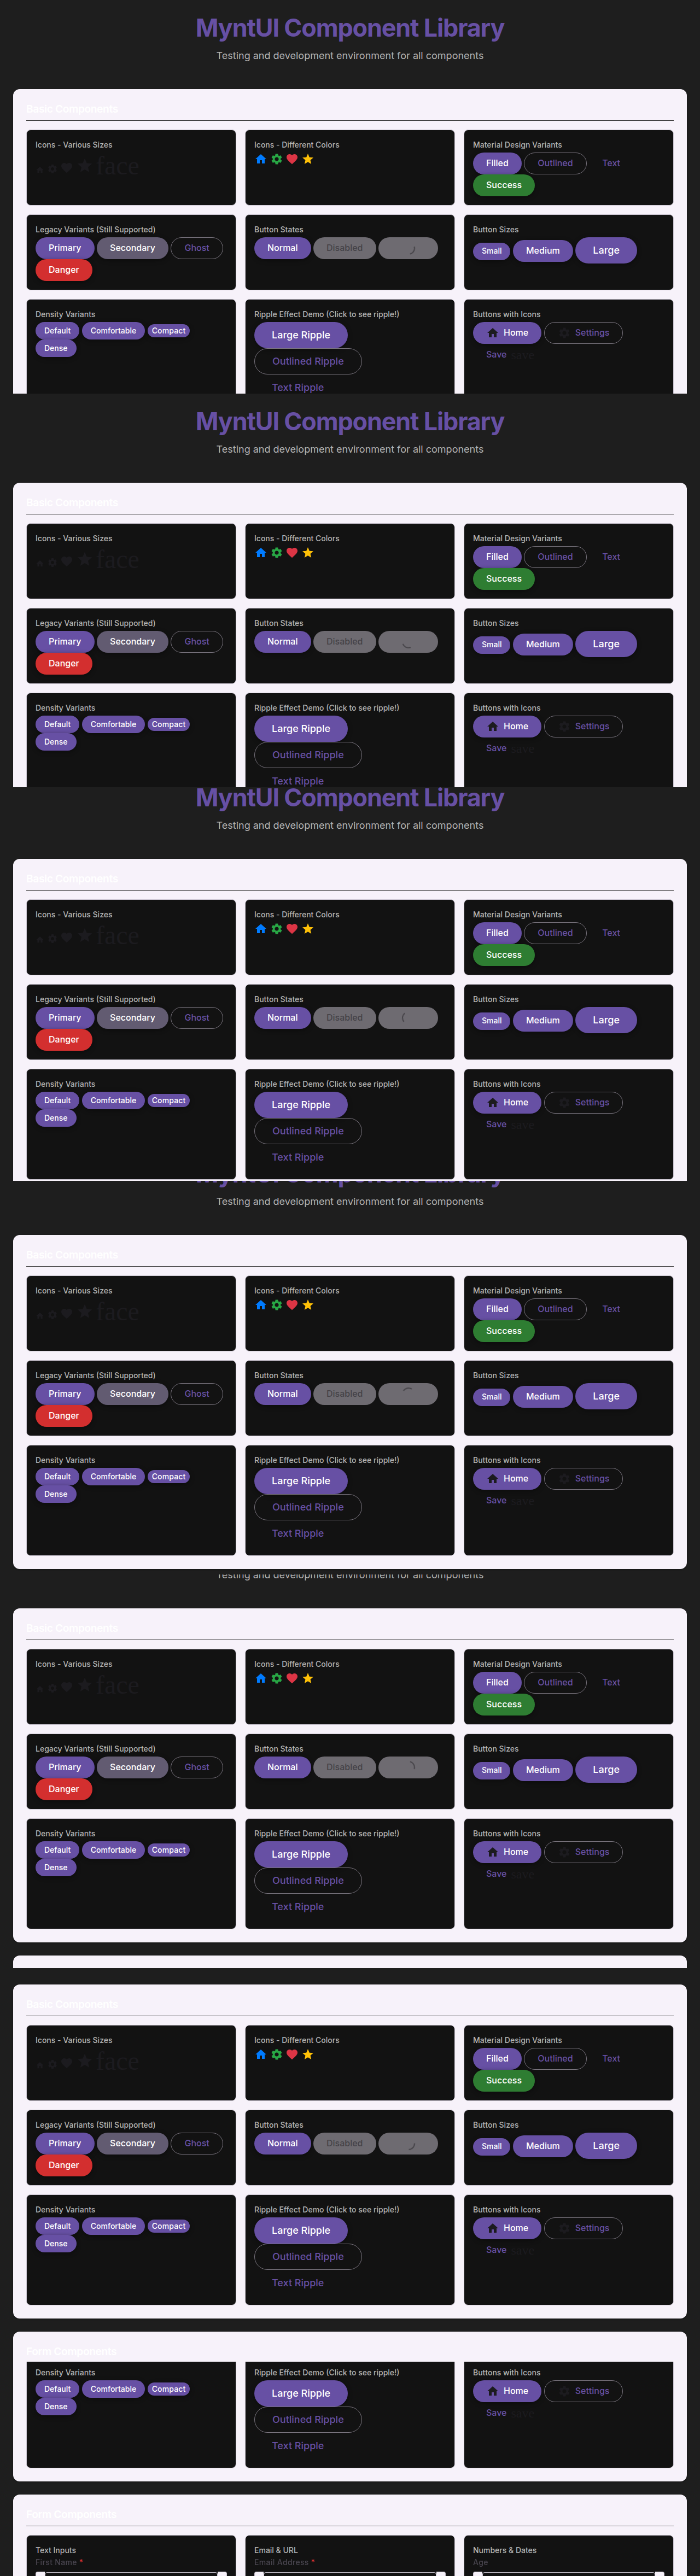 MyntUI Component Library
Testing and development environment for all components
Basic Components
Icons - Various Sizes
face
Icons - Different Colors
Material Design Variants
Filled Outlined Text
Success
Legacy Variants (Still Supported)
Primary Secondary Ghost
Danger
Button States
Normal Disabled
Button Sizes
Small Medium Large
Density Variants
Default Comfortable Compact
Dense
Ripple Effect Demo (Click to see ripple!)
Large Ripple
Outlined Ripple
Text Ripple
Buttons with Icons
Home Settings
Save save
MyntUI Component Library
Testing and development environment for all components
Basic Components
Icons - Various Sizes
face
Icons - Different Colors
Material Design Variants
Filled Outlined Text
Success
Legacy Variants (Still Supported)
Primary Secondary Ghost
Danger
Button States
Normal Disabled
Button Sizes
Small Medium Large
Density Variants
Default Comfortable Compact
Dense
Ripple Effect Demo (Click to see ripple!)
Large Ripple
Outlined Ripple
Text Ripple
Buttons with Icons
Home Settings
Save save
MyntUI Component Library
Testing and development environment for all components
Basic Components
Icons - Various Sizes
face
Icons - Different Colors
Material Design Variants
Filled Outlined Text
Success
Legacy Variants (Still Supported)
Primary Secondary Ghost
Danger
Button States
Normal Disabled
Button Sizes
Small Medium Large
Density Variants
Default Comfortable Compact
Dense
Ripple Effect Demo (Click to see ripple!)
Large Ripple
Outlined Ripple
Text Ripple
Buttons with Icons
Home Settings
Save save
Testing and development environment for all components
Basic Components
Icons - Various Sizes
face
Icons - Different Colors
Material Design Variants
Filled Outlined Text
Success
Legacy Variants (Still Supported)
Primary Secondary Ghost
Danger
Button States
Normal Disabled
Button Sizes
Small Medium Large
Density Variants
Default Comfortable Compact
Dense
Ripple Effect Demo (Click to see ripple!)
Large Ripple
Outlined Ripple
Text Ripple
Buttons with Icons
Home Settings
Save save
Testing and development environment for all components
Basic Components
Icons - Various Sizes
face
Icons - Different Colors
Material Design Variants
Filled Outlined Text
Success
Legacy Variants (Still Supported)
Primary Secondary Ghost
Danger
Button States
Normal Disabled
Button Sizes
Small Medium Large
Density Variants
Default Comfortable Compact
Dense
Ripple Effect Demo (Click to see ripple!)
Large Ripple
Outlined Ripple
Text Ripple
Buttons with Icons
Home Settings
Save save
Basic Components
Icons - Various Sizes
face
Icons - Different Colors
Material Design Variants
Filled Outlined Text
Success
Legacy Variants (Still Supported)
Primary Secondary Ghost
Danger
Button States
Normal Disabled
Button Sizes
Small Medium Large
Density Variants
Default Comfortable Compact
Dense
Ripple Effect Demo (Click to see ripple!)
Large Ripple
Outlined Ripple
Text Ripple
Buttons with Icons
Home Settings
Save save
Form Components
Density Variants
Default Comfortable Compact
Dense
Ripple Effect Demo (Click to see ripple!)
Large Ripple
Outlined Ripple
Text Ripple
Buttons with Icons
Home Settings
Save save
Form Components
Text Inputs
First Name *
Email & URL
Email Address *
Numbers & Dates
Age